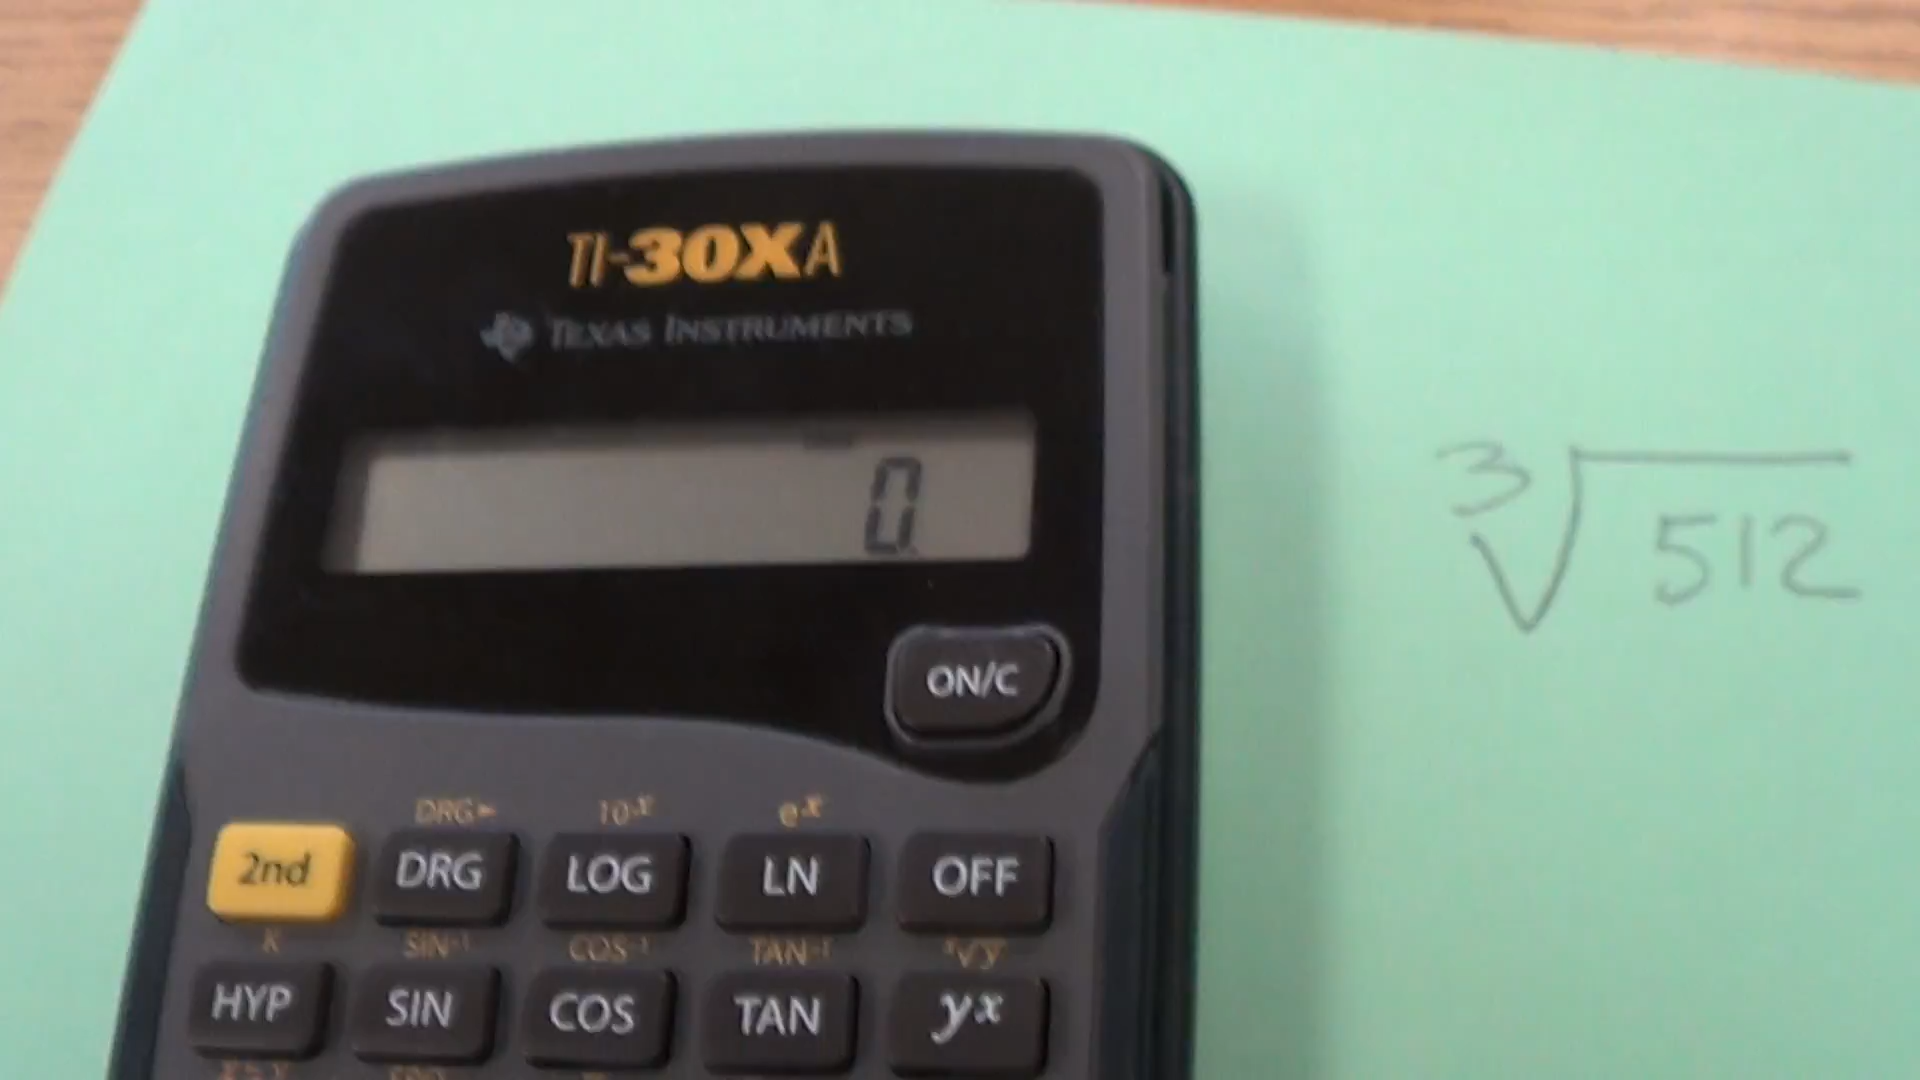 TI-30XA
TEXAS INSTRUMENTS
0.
ON/C
3√512
DRG► 10x ex
2nd DRG LOG LN OFF
K SIN-1 COS-1 TAN-1 x√y
HYP SIN COS TAN yx